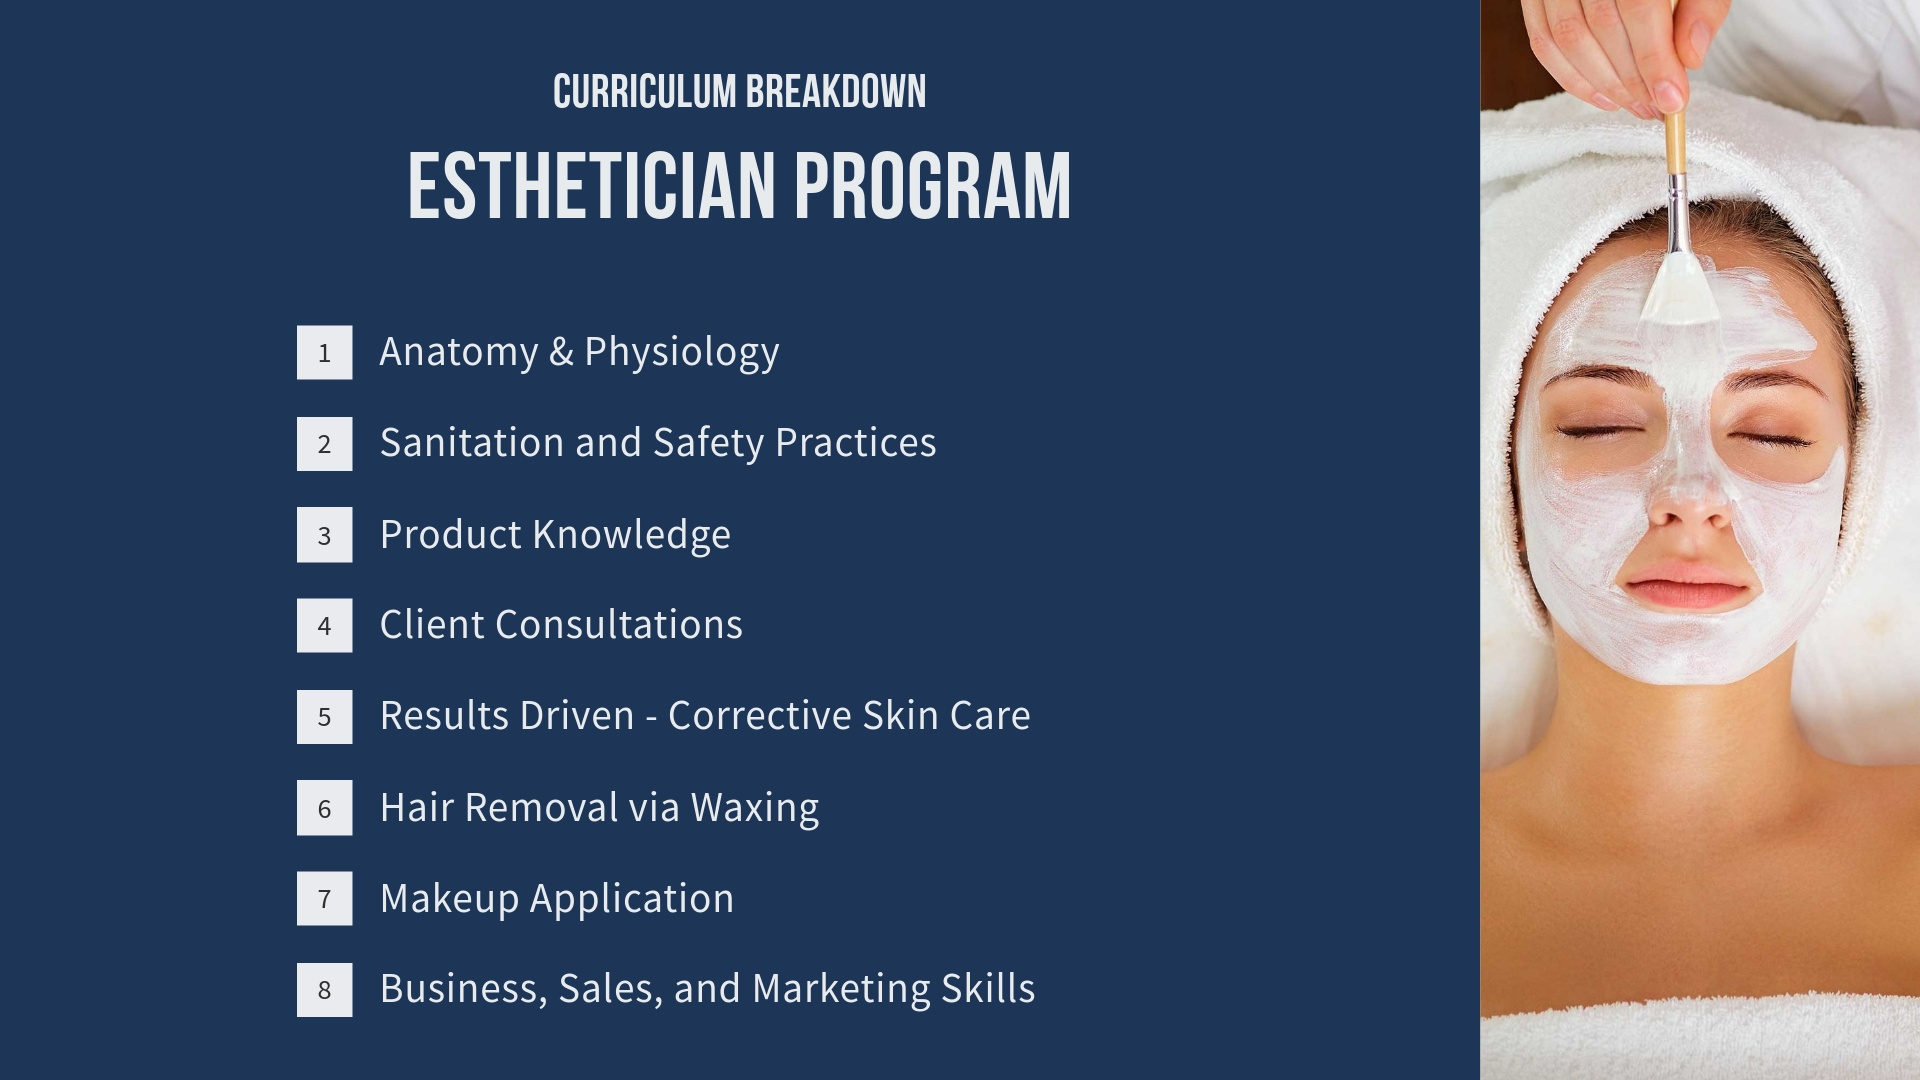 CURRICULUM BREAKDOWN
ESTHETICIAN PROGRAM
1 Anatomy & Physiology
2 Sanitation and Safety Practices
3 Product Knowledge
4 Client Consultations
5 Results Driven - Corrective Skin Care
6 Hair Removal via Waxing
7 Makeup Application
8 Business, Sales, and Marketing Skills